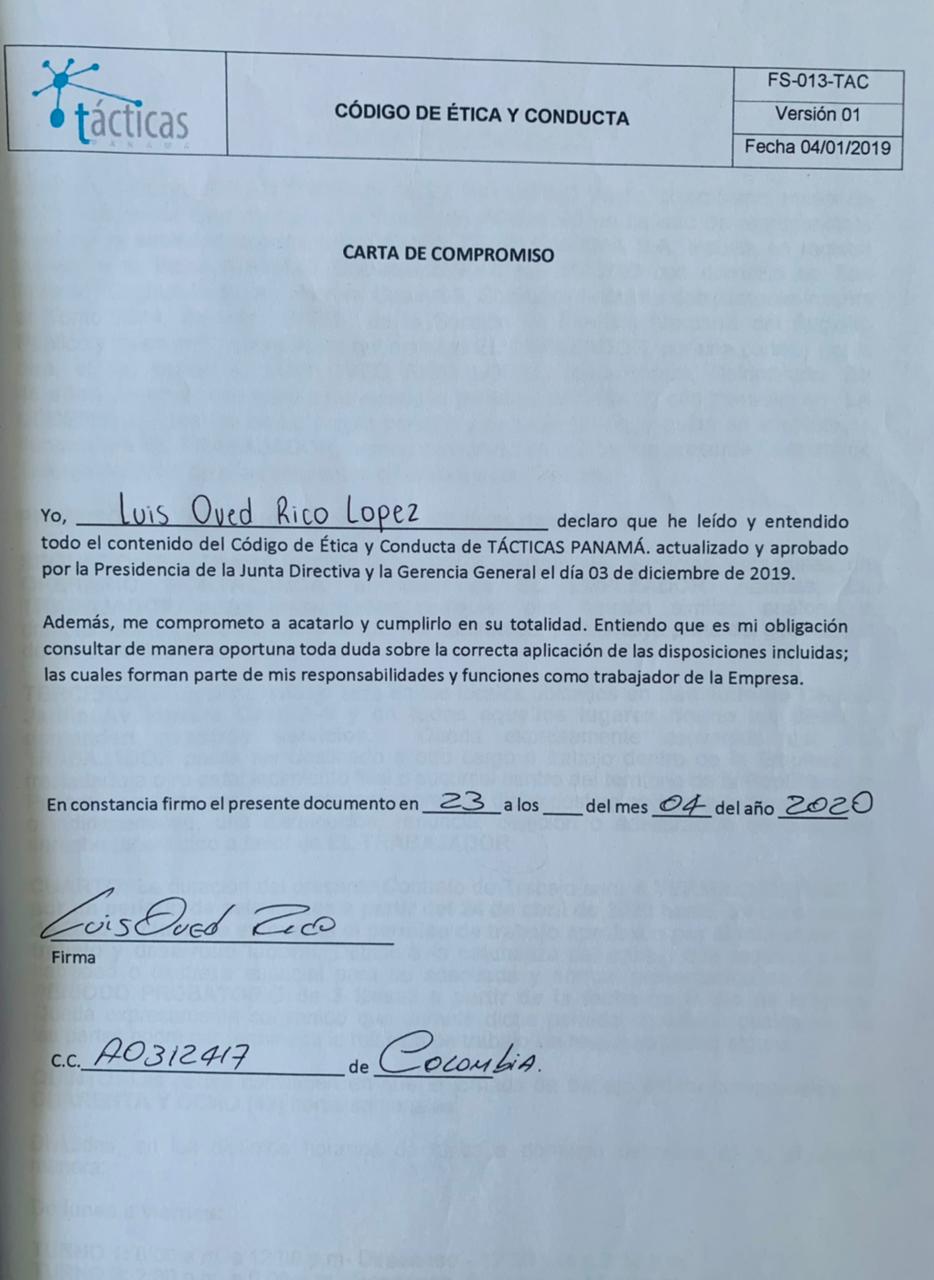 tácticas
PANAMÁ
CÓDIGO DE ÉTICA Y CONDUCTA
FS-013-TAC
Versión 01
Fecha 04/01/2019
CARTA DE COMPROMISO
Yo, Luis Oved Rico Lopez declaro que he leído y entendido
todo el contenido del Código de Ética y Conducta de TÁCTICAS PANAMÁ. actualizado y aprobado
por la Presidencia de la Junta Directiva y la Gerencia General el día 03 de diciembre de 2019.
Además, me comprometo a acatarlo y cumplirlo en su totalidad. Entiendo que es mi obligación
consultar de manera oportuna toda duda sobre la correcta aplicación de las disposiciones incluidas;
las cuales forman parte de mis responsabilidades y funciones como trabajador de la Empresa.
En constancia firmo el presente documento en 23 a los ____ del mes 04 del año 2020
Luis Oved Rico
Firma
C.C. AO312417 de Colombia.